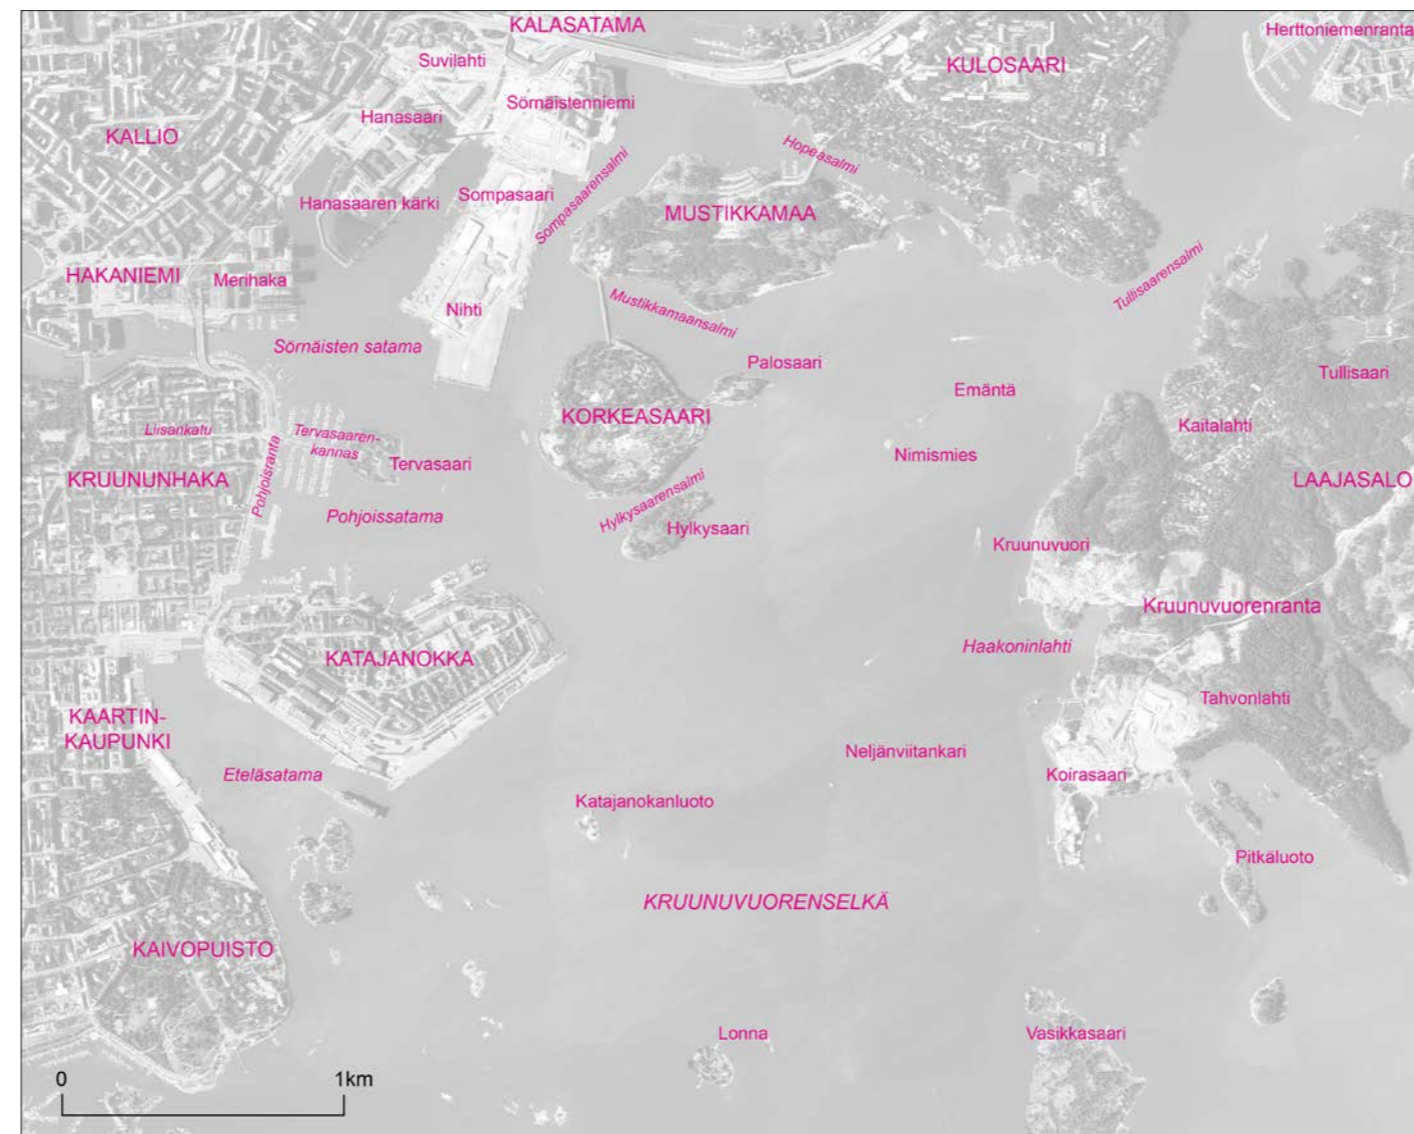 KALASATAMA
Herttoniemenranta
Suvilahti
KULOSAARI
Sörnäistenniemi
Hanasaari
KALLIO
Hopeasalmi
Sompasaari
Sompasaarensalmi
Hanasaaren kärki
MUSTIKKAMAA
HAKANIEMI
Merihaka
Tullisaarensalmi
Nihti
Mustikkamaansalmi
Sörnäisten satama
Palosaari
Tullisaari
Emäntä
KORKEASAARI
Kaitalahti
Liisankatu
Tervasaaren-
kannas
Nimismies
Tervasaari
Pohjoisranta
KRUUNUNHAKA
LAAJASALO
Hylkysaarensalmi
Pohjoissatama
Hylkysaari
Kruunuvuori
Kruunuvuorenranta
Haakoninlahti
KATAJANOKKA
Tahvonlahti
KAARTIN-
KAUPUNKI
Neljänviitankari
Eteläsatama
Koirasaari
Katajanokanluoto
Pitkäluoto
KRUUNUVUORENSELKÄ
KAIVOPUISTO
Lonna
Vasikkasaari
0
1km